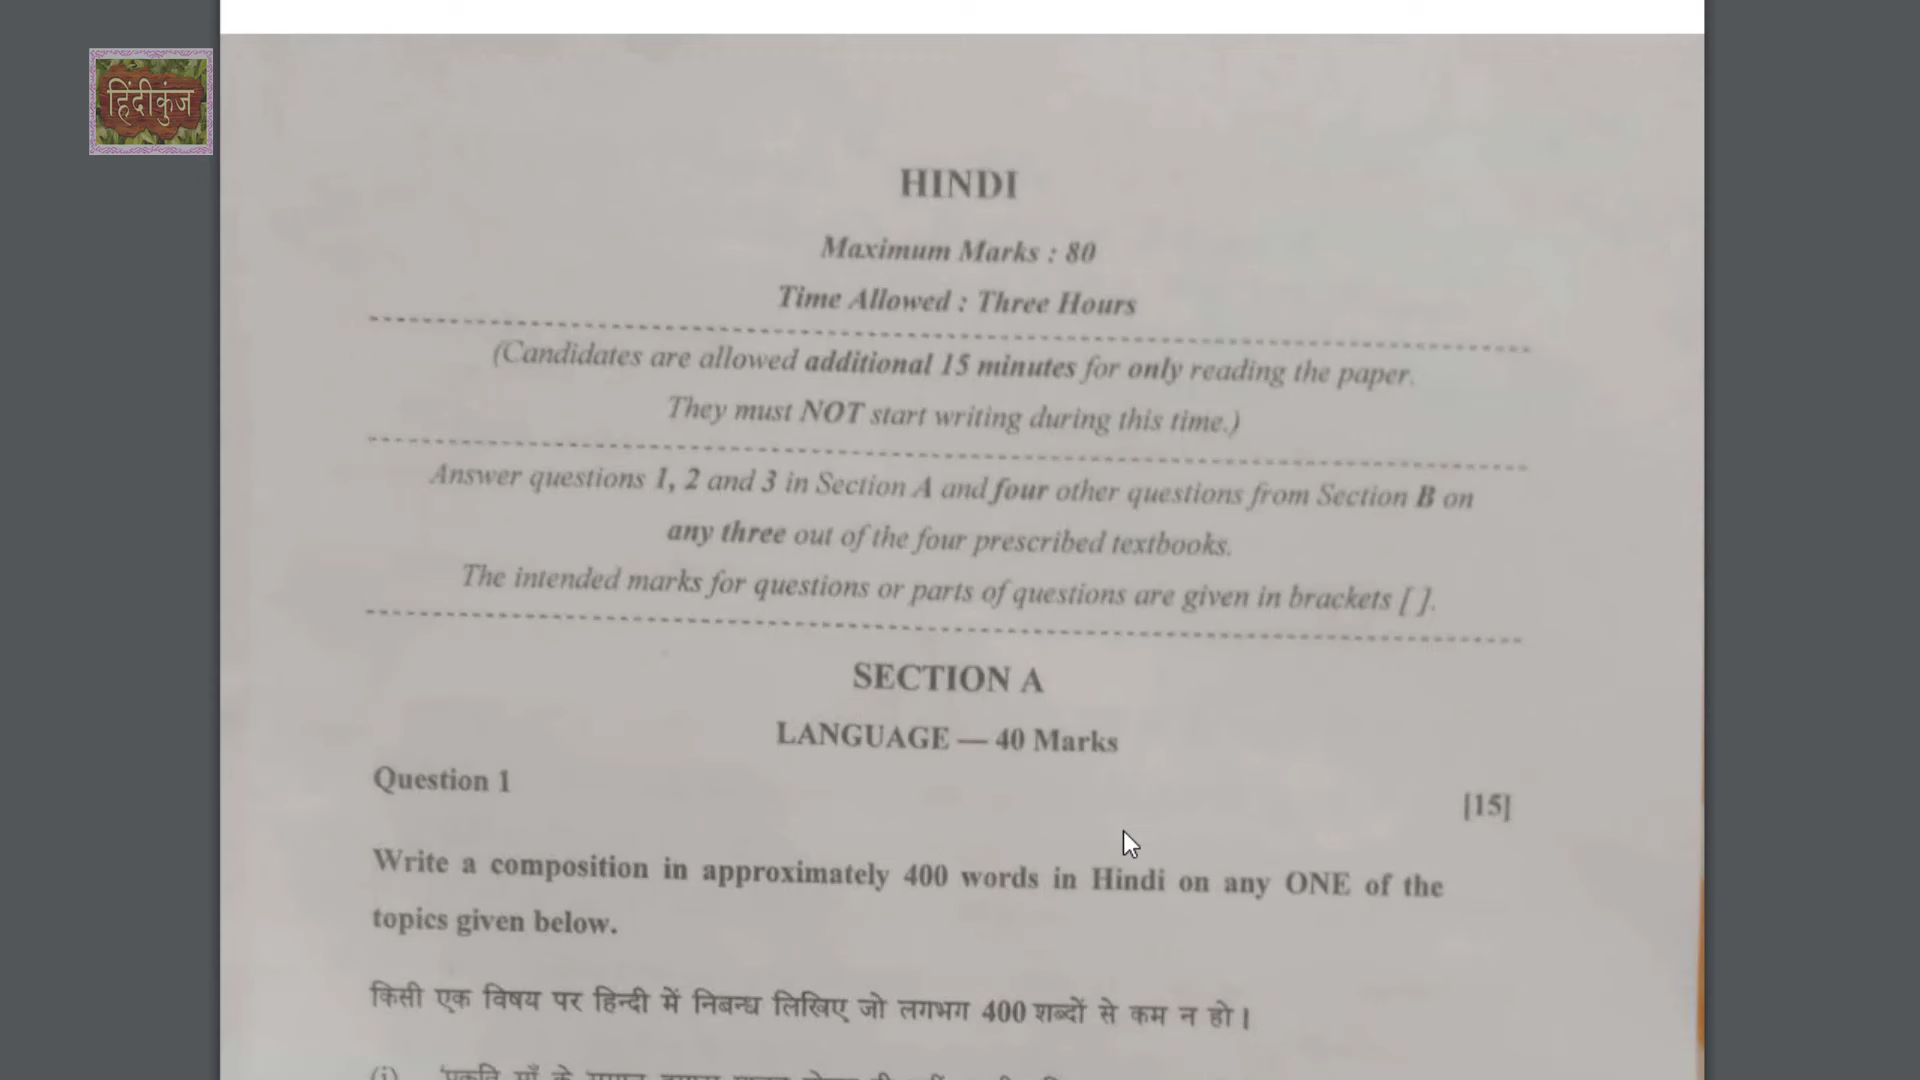 हिंदीकुंज
HINDI
Maximum Marks : 80
Time Allowed : Three Hours
(Candidates are allowed additional 15 minutes for only reading the paper.
They must NOT start writing during this time.)
Answer questions 1, 2 and 3 in Section A and four other questions from Section B on
any three out of the four prescribed textbooks.
The intended marks for questions or parts of questions are given in brackets [ ].
SECTION A
LANGUAGE — 40 Marks
Question 1
[15]
Write a composition in approximately 400 words in Hindi on any ONE of the
topics given below.
किसी एक विषय पर हिन्दी में निबन्ध लिखिए जो लगभग 400 शब्दों से कम न हो।
(i)